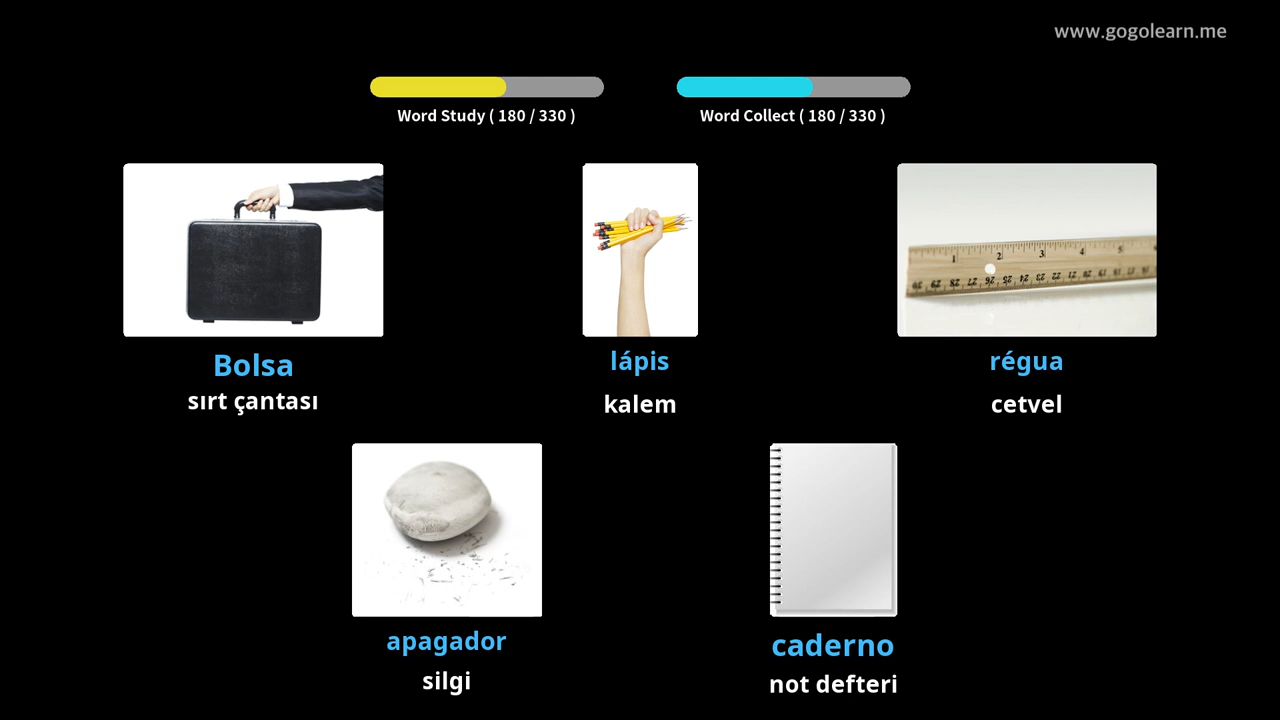 www.gogolearn.me
Word Study ( 180 / 330 )
Word Collect ( 180 / 330 )
Bolsa
sırt çantası
lápis
kalem
régua
cetvel
apagador
silgi
caderno
not defteri